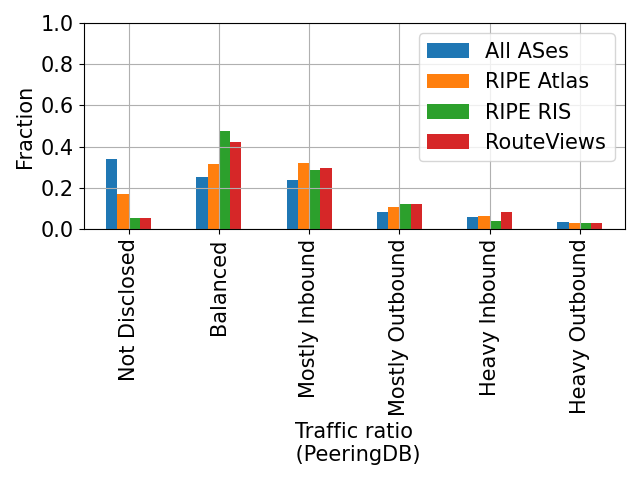 1.0
0.8
0.6
0.4
0.2
0.0
Fraction
All ASes
RIPE Atlas
RIPE RIS
RouteViews
Not Disclosed
Balanced
Mostly Inbound
Mostly Outbound
Heavy Inbound
Heavy Outbound
Traffic ratio
(PeeringDB)